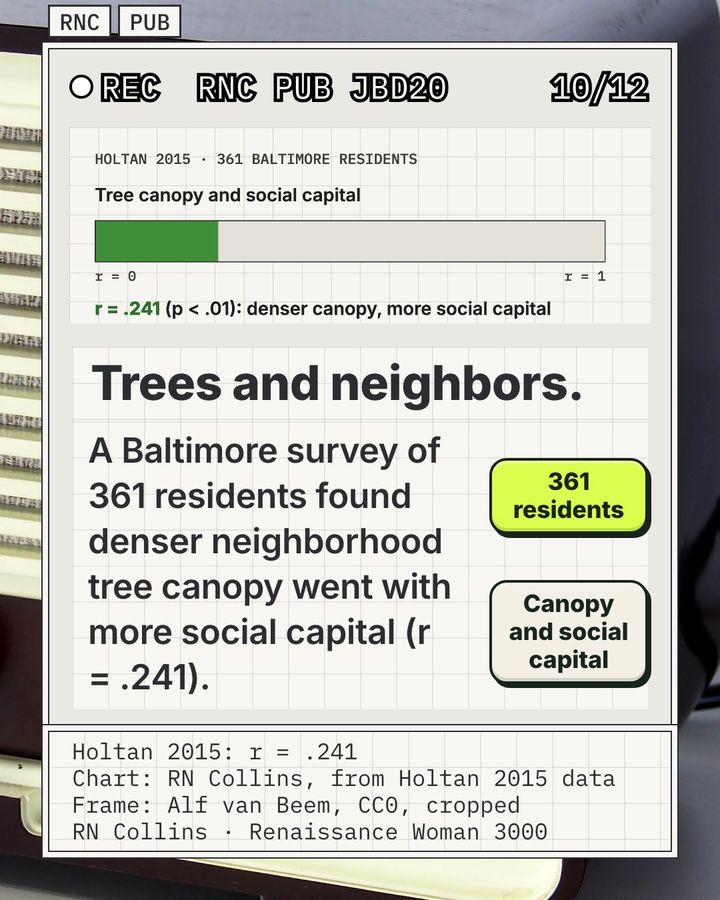 RNC PUB
REC RNC PUB JBD20 10/12
HOLTAN 2015 · 361 BALTIMORE RESIDENTS
Tree canopy and social capital
r = 0 r = 1
r = .241 (p < .01): denser canopy, more social capital
Trees and neighbors.
A Baltimore survey of
361 residents found
denser neighborhood
tree canopy went with
more social capital (r
= .241).
361
residents
Canopy
and social
capital
Holtan 2015: r = .241
Chart: RN Collins, from Holtan 2015 data
Frame: Alf van Beem, CC0, cropped
RN Collins · Renaissance Woman 3000